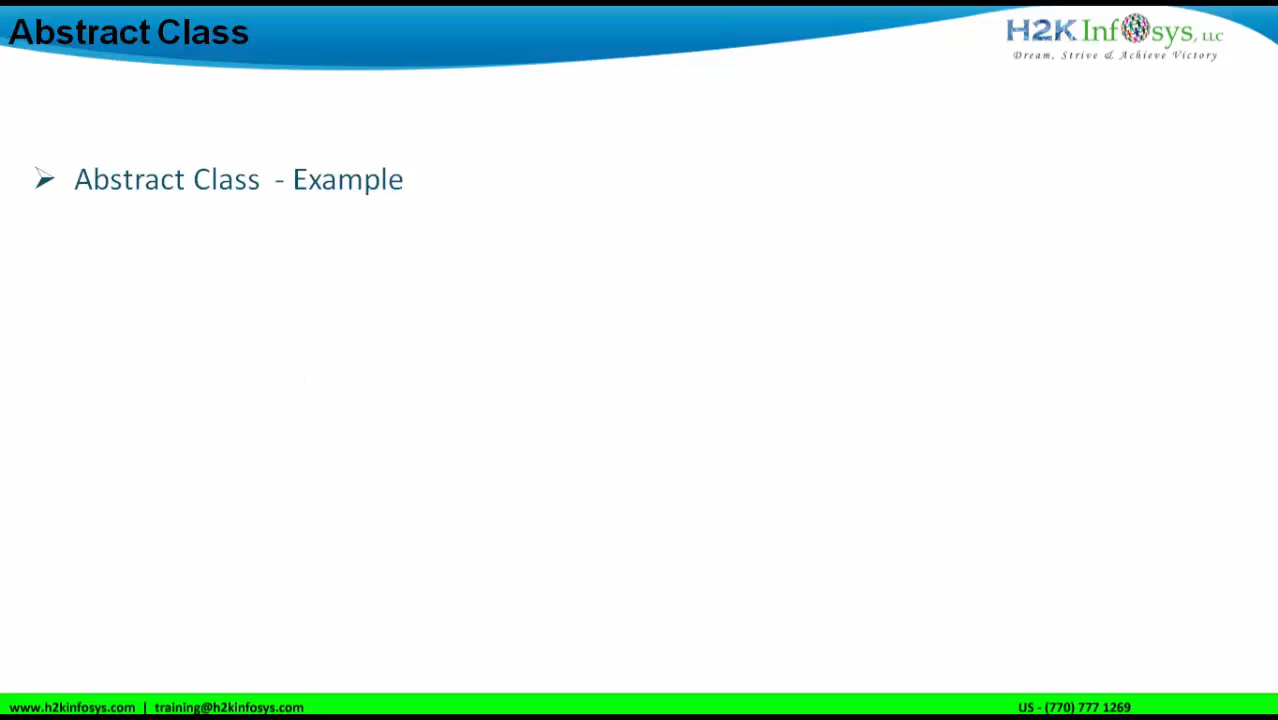 Abstract Class
H2K Infosys, LLC
Dream, Strive & Achieve Victory
Abstract Class - Example
www.h2kinfosys.com | training@h2kinfosys.com
US - (770) 777 1269